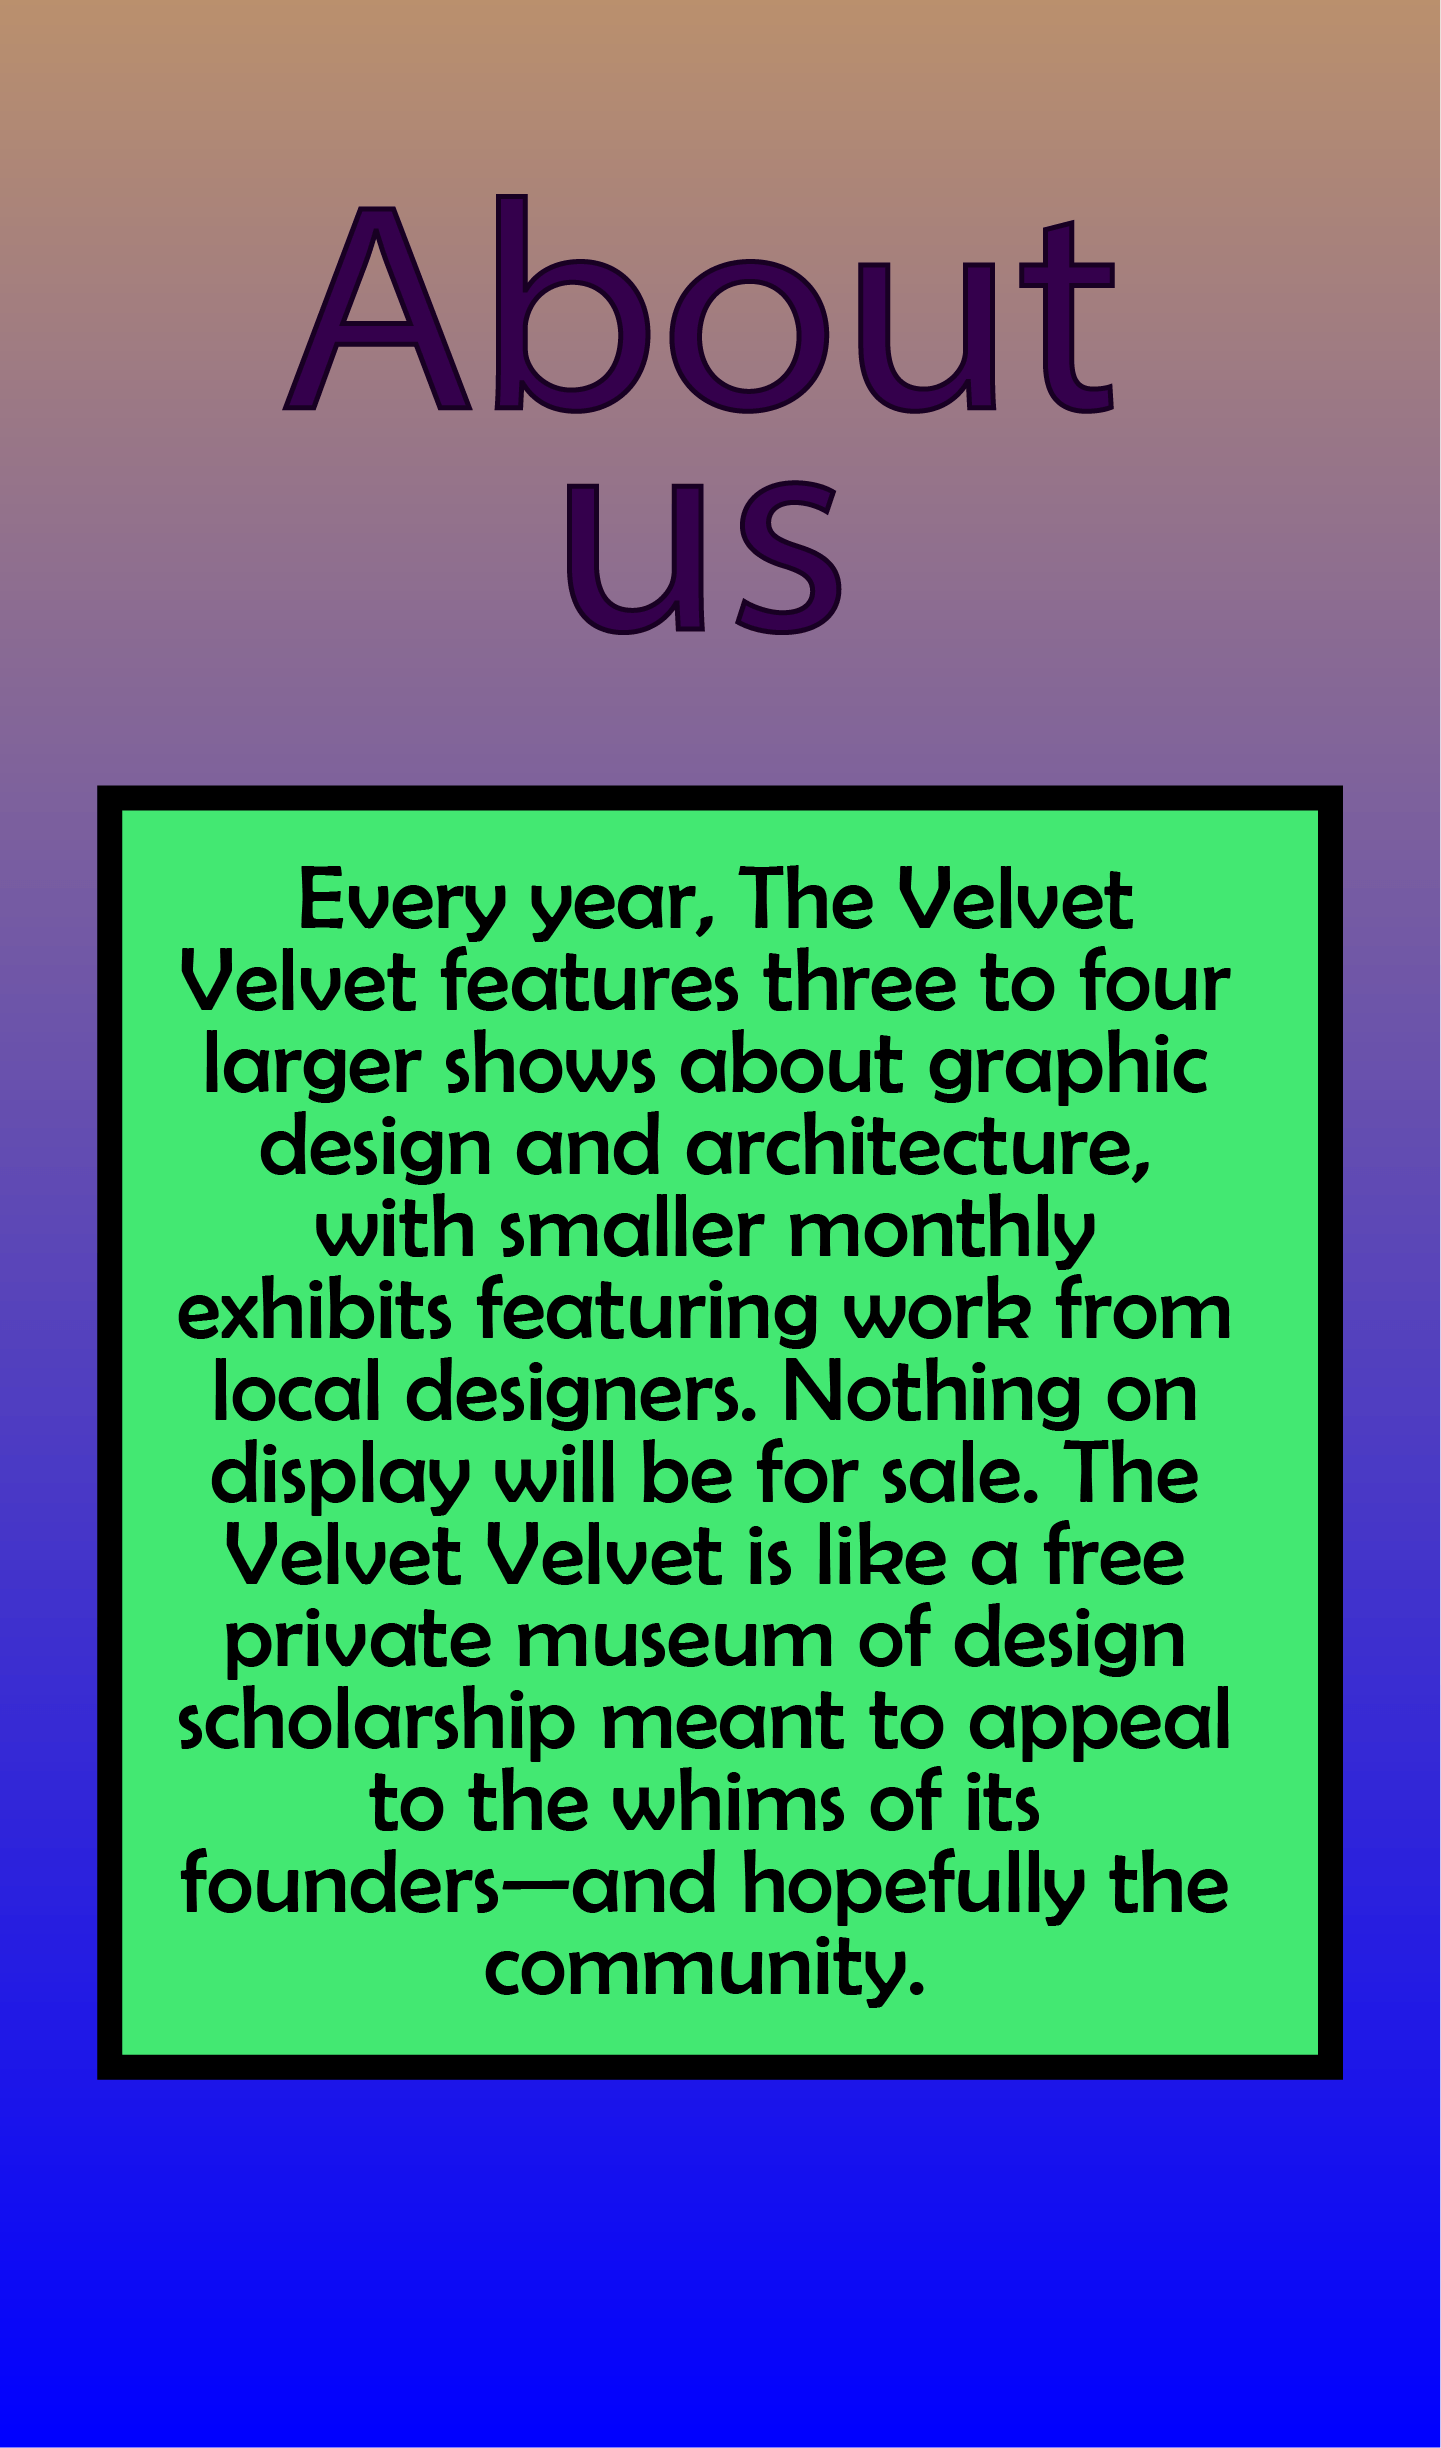 About
us
Every year, The Velvet
Velvet features three to four
larger shows about graphic
design and architecture,
with smaller monthly
exhibits featuring work from
local designers. Nothing on
display will be for sale. The
Velvet Velvet is like a free
private museum of design
scholarship meant to appeal
to the whims of its
founders—and hopefully the
community.